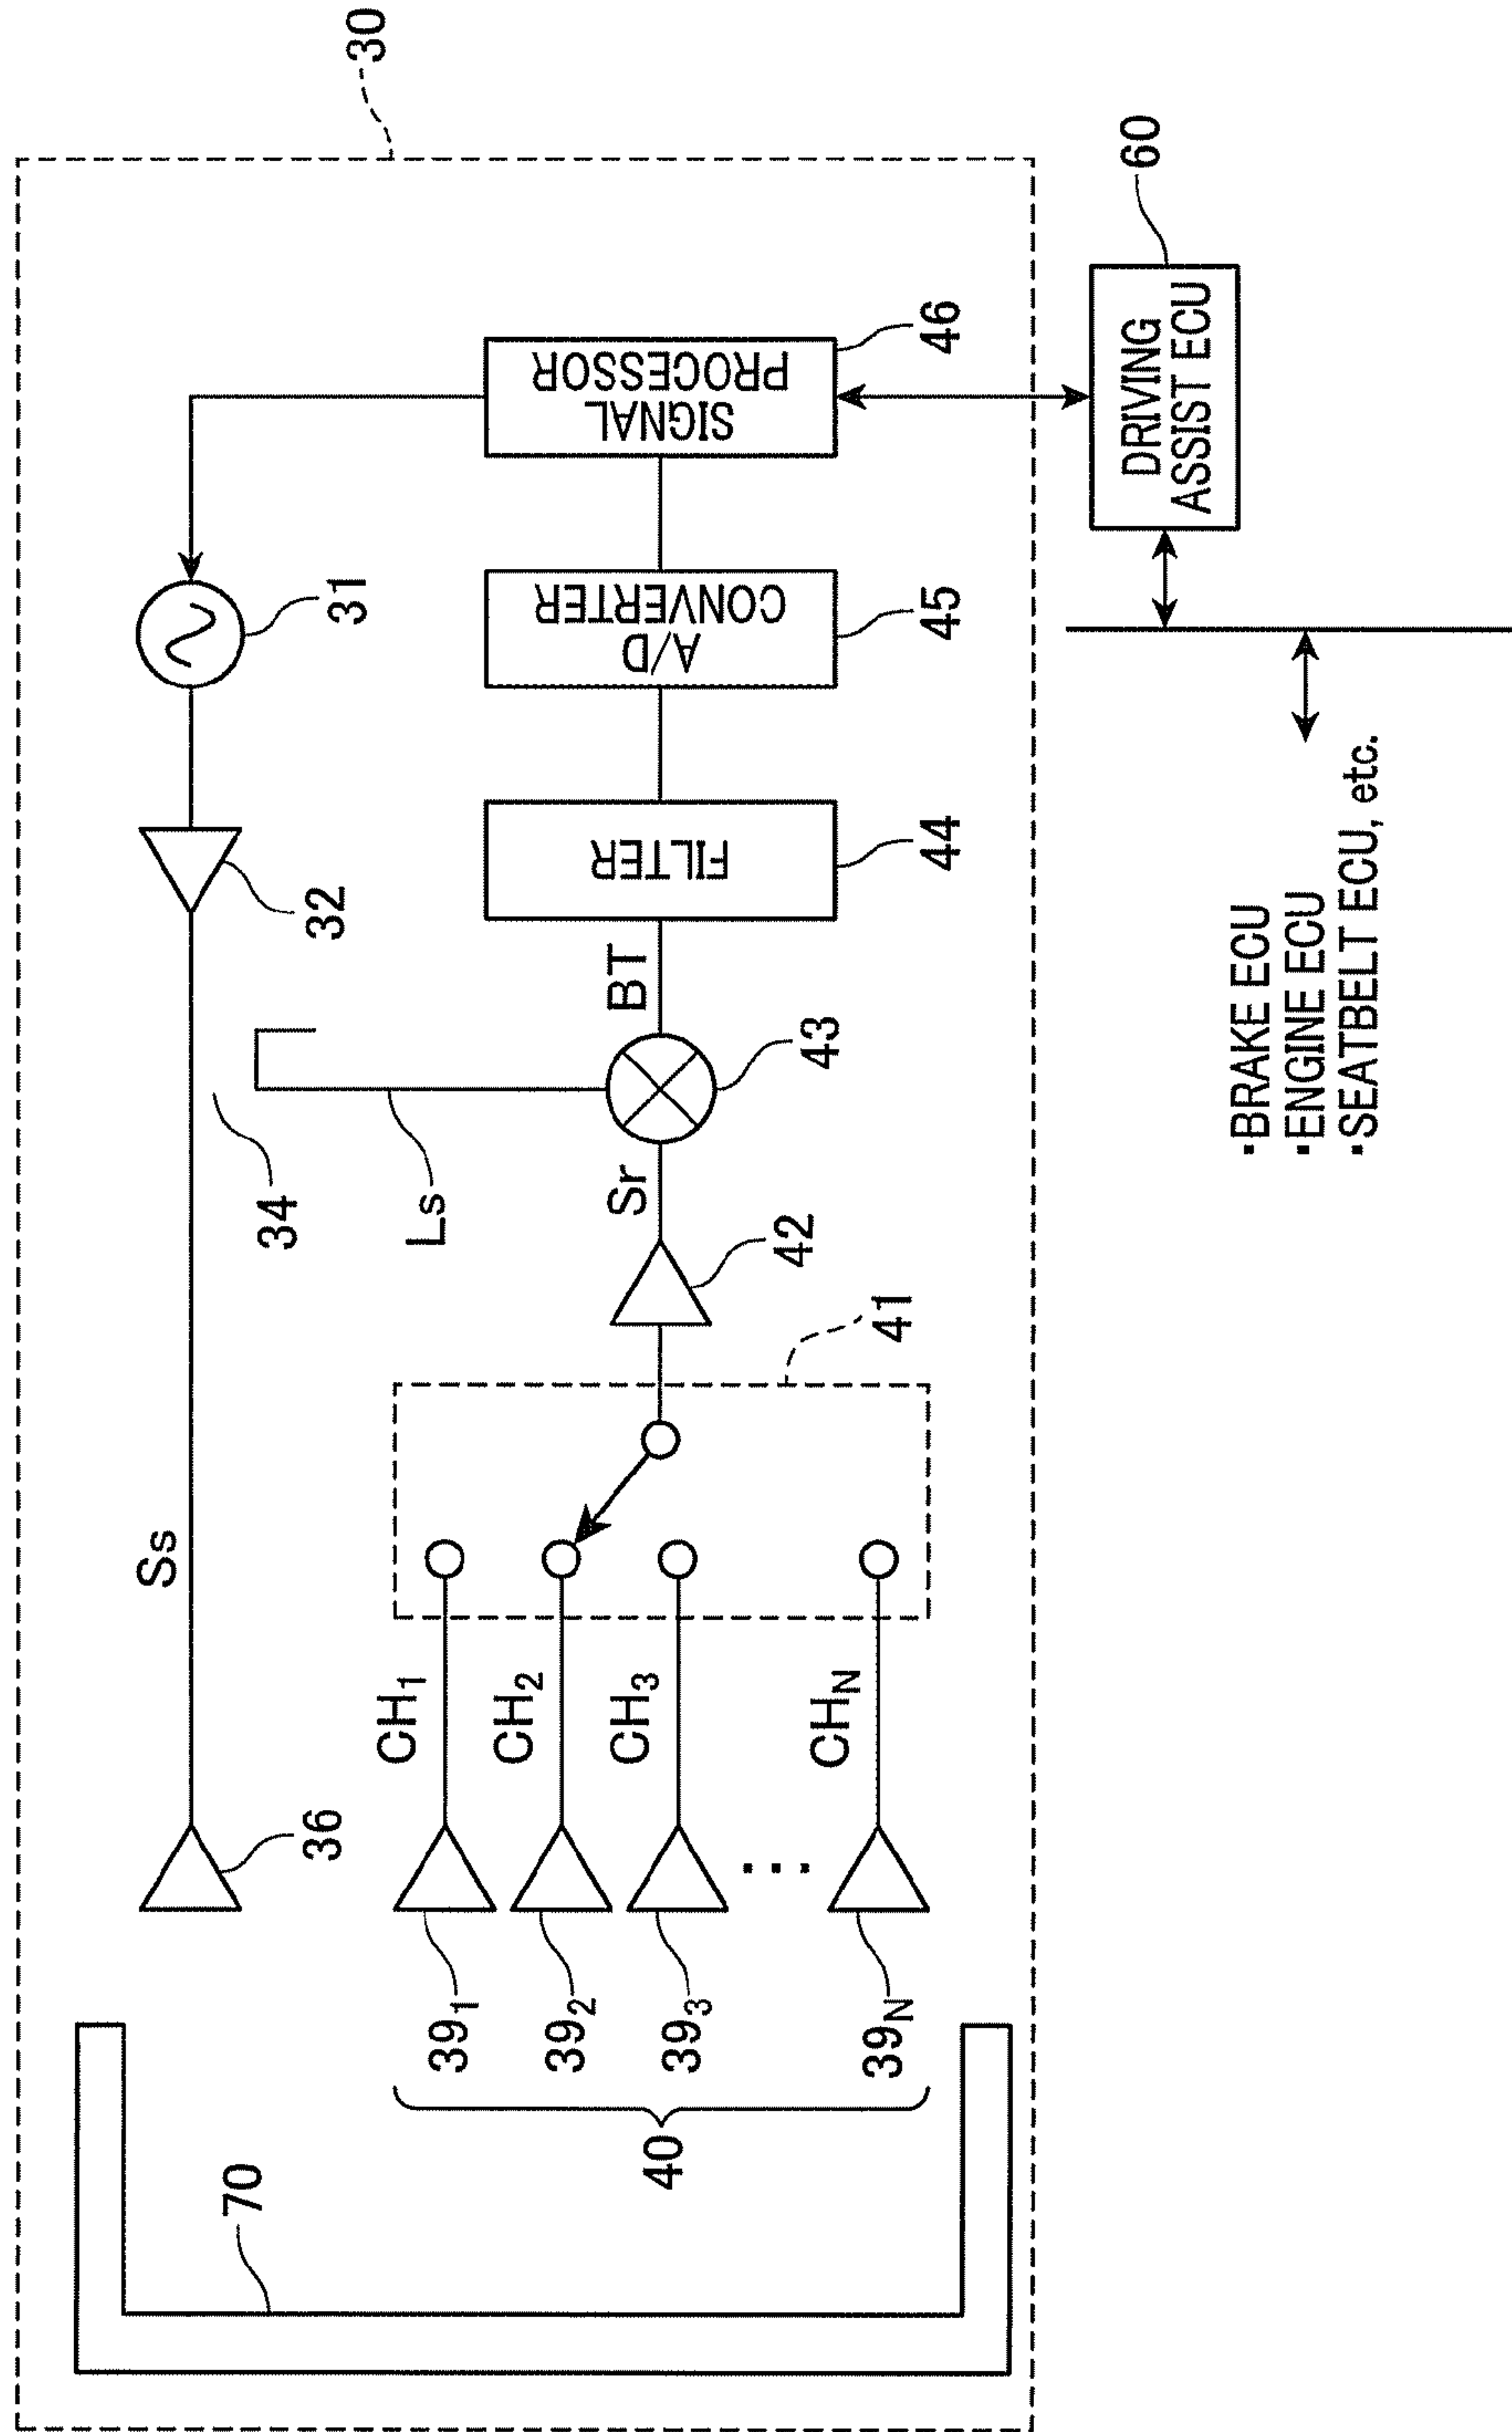 30
31
32
34
Ss
36
Ls
SIGNAL
PROCESSOR
46
A/D
CONVERTER
45
FILTER
44
BT
43
Sr
42
41
CH₁
CH₂
CH₃
CH_N
39₁
39₂
39₃
39_N
...
40
70
DRIVING
ASSIST ECU
60
・BRAKE ECU
・ENGINE ECU
・SEATBELT ECU, etc.